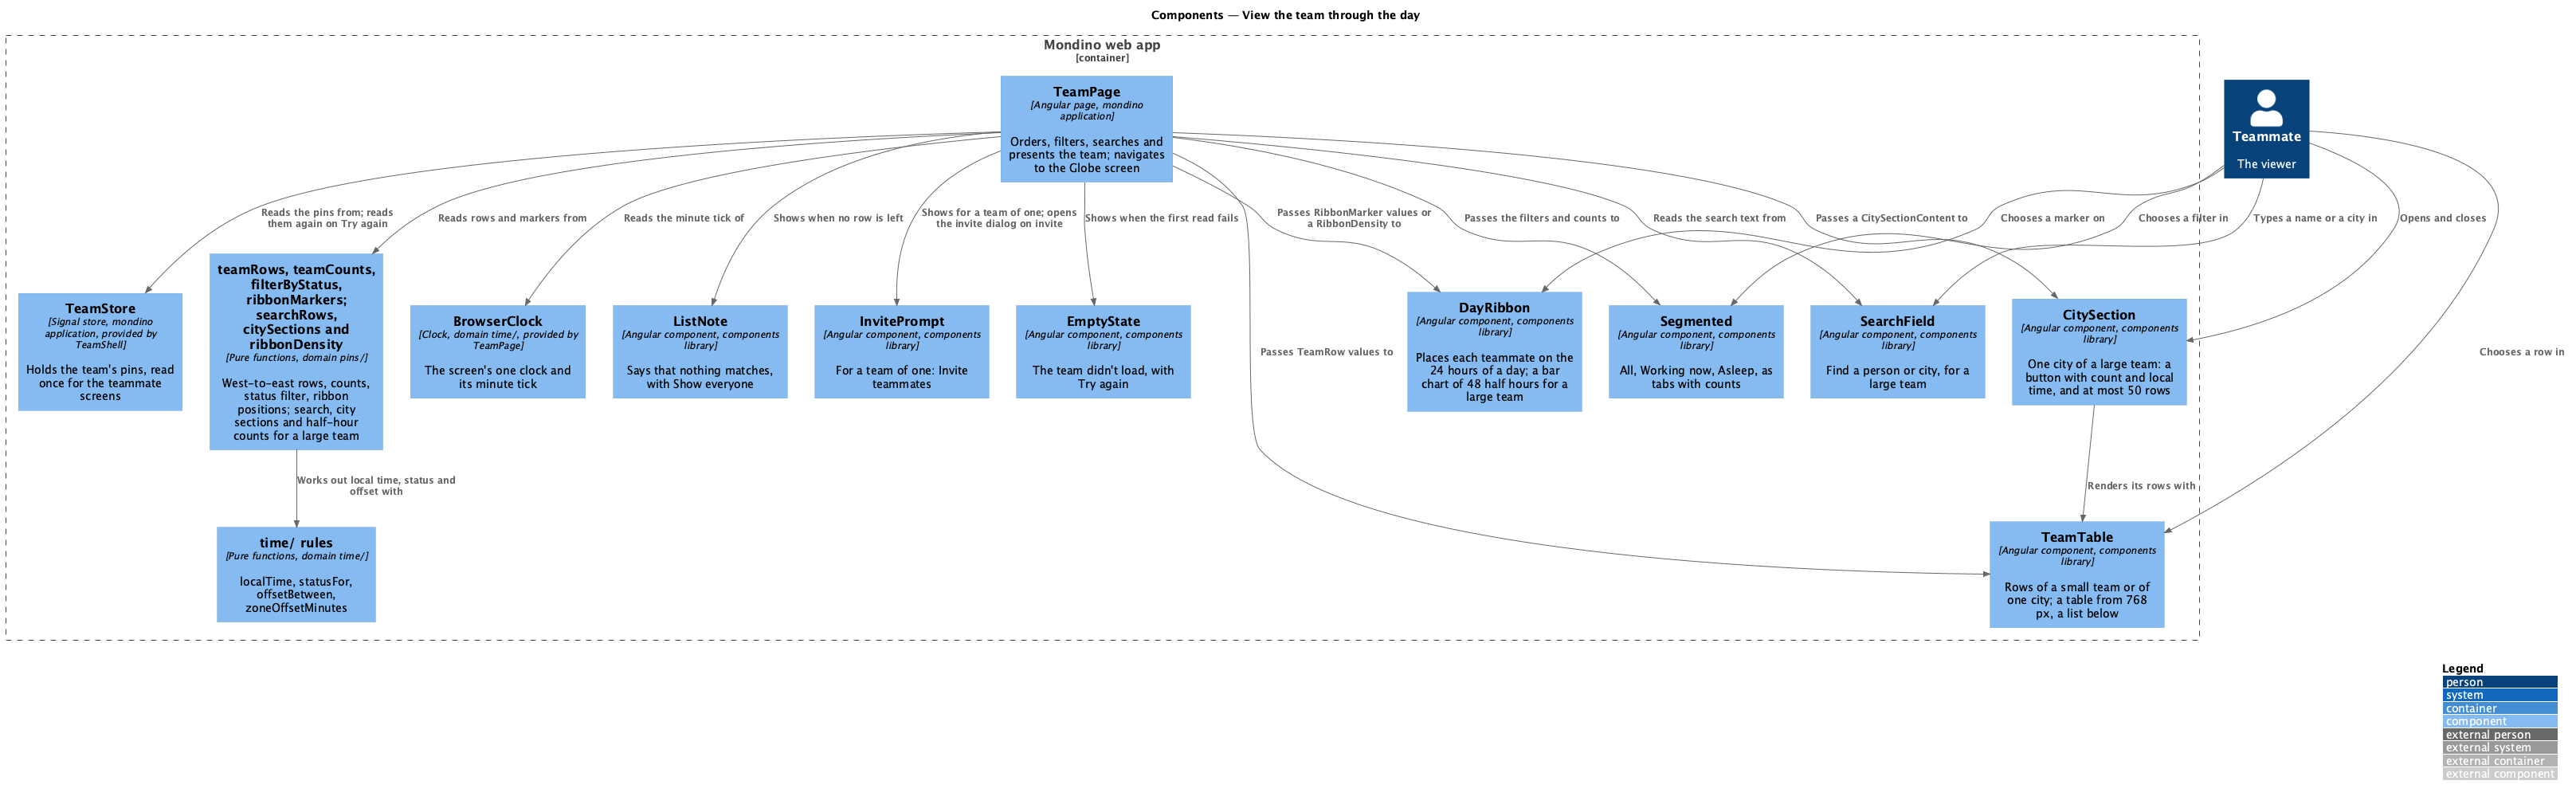 Components — View the team through the day
Mondino web app
[container]
TeamPage
[Angular page, mondino
application]
Orders, filters, searches and
presents the team; navigates
to the Globe screen
Teammate
The viewer
Reads the pins from; reads
them again on Try again
Reads rows and markers from
Reads the minute tick of
Shows when no row is left
Shows for a team of one; opens
the invite dialog on invite
Shows when the first read fails
Passes RibbonMarker values or
a RibbonDensity to
Passes the filters and counts to
Reads the search text from
Passes a CitySectionContent to
Chooses a marker on
Chooses a filter in
Types a name or a city in
Opens and closes
TeamStore
[Signal store, mondino
application, provided by
TeamShell]
Holds the team's pins, read
once for the teammate
screens
teamRows, teamCounts,
filterByStatus,
ribbonMarkers;
searchRows,
citySections and
ribbonDensity
[Pure functions, domain pins/]
West-to-east rows, counts,
status filter, ribbon
positions; search, city
sections and half-hour
counts for a large team
BrowserClock
[Clock, domain time/, provided by
TeamPage]
The screen's one clock and
its minute tick
ListNote
[Angular component, components
library]
Says that nothing matches,
with Show everyone
InvitePrompt
[Angular component, components
library]
For a team of one: Invite
teammates
EmptyState
[Angular component, components
library]
The team didn't load, with
Try again
Passes TeamRow values to
DayRibbon
[Angular component, components
library]
Places each teammate on the
24 hours of a day; a bar
chart of 48 half hours for a
large team
Segmented
[Angular component, components
library]
All, Working now, Asleep, as
tabs with counts
SearchField
[Angular component, components
library]
Find a person or city, for a
large team
CitySection
[Angular component, components
library]
One city of a large team: a
button with count and local
time, and at most 50 rows
Chooses a row in
Works out local time, status and
offset with
Renders its rows with
time/ rules
[Pure functions, domain time/]
localTime, statusFor,
offsetBetween,
zoneOffsetMinutes
TeamTable
[Angular component, components
library]
Rows of a small team or of
one city; a table from 768
px, a list below
Legend
person
system
container
component
external person
external system
external container
external component